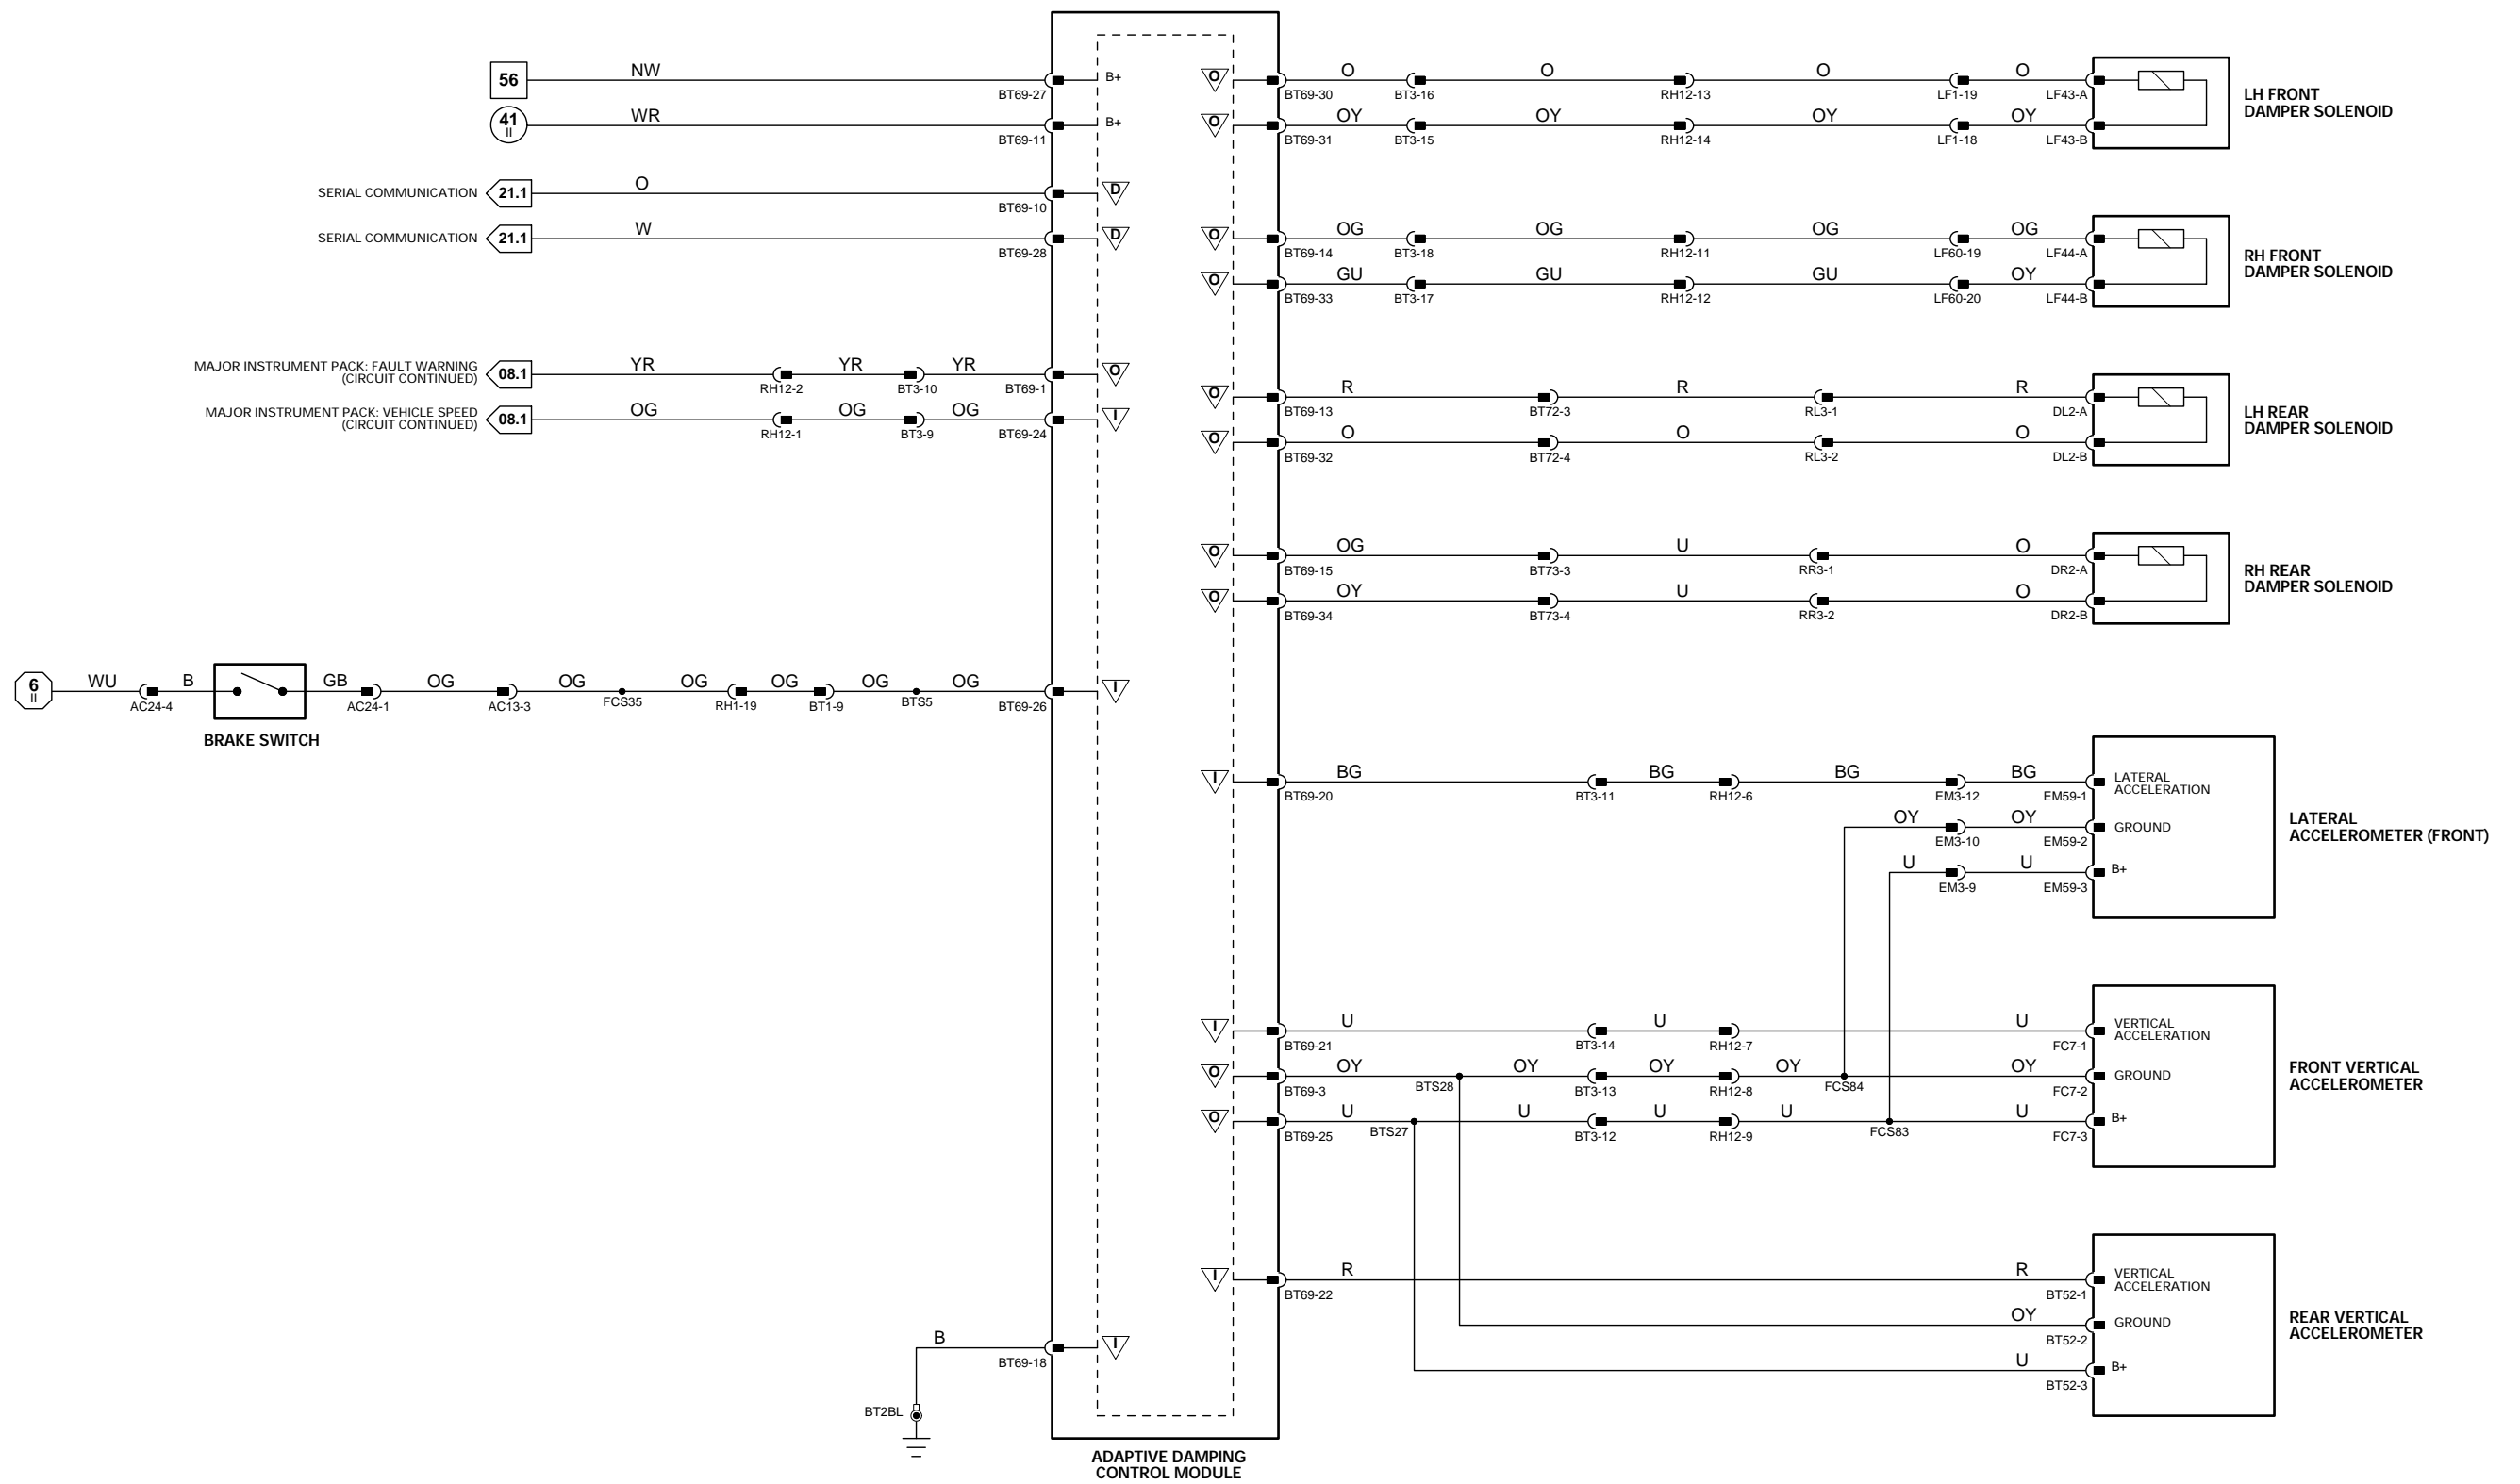 56 NW BT69-27 B+
41 II WR BT69-11 B+
SERIAL COMMUNICATION 21.1 O BT69-10 D
SERIAL COMMUNICATION 21.1 W BT69-28 D
MAJOR INSTRUMENT PACK: FAULT WARNING
(CIRCUIT CONTINUED) 08.1 YR RH12-2 YR BT3-10 YR BT69-1 O
MAJOR INSTRUMENT PACK: VEHICLE SPEED
(CIRCUIT CONTINUED) 08.1 OG RH12-1 OG BT3-9 OG BT69-24 I
6 II WU AC24-4 B GB AC24-1 OG AC13-3 OG FCS35 OG RH1-19 OG BT1-9 OG BTS5 OG BT69-26 I
BRAKE SWITCH
B BT69-18 I
BT2BL
ADAPTIVE DAMPING
CONTROL MODULE
O BT69-30 O BT3-16 O RH12-13 O LF1-19 O LF43-A
O BT69-31 OY BT3-15 OY RH12-14 OY LF1-18 OY LF43-B
LH FRONT
DAMPER SOLENOID
O BT69-14 OG BT3-18 OG RH12-11 OG LF60-19 OG LF44-A
O BT69-33 GU BT3-17 GU RH12-12 GU LF60-20 OY LF44-B
RH FRONT
DAMPER SOLENOID
O BT69-13 R BT72-3 R RL3-1 R DL2-A
O BT69-32 O BT72-4 O RL3-2 O DL2-B
LH REAR
DAMPER SOLENOID
O BT69-15 OG BT73-3 U RR3-1 O DR2-A
O BT69-34 OY BT73-4 U RR3-2 O DR2-B
RH REAR
DAMPER SOLENOID
I BT69-20 BG BT3-11 BG RH12-6 BG EM3-12 BG EM59-1 LATERAL
ACCELERATION
OY EM3-10 OY EM59-2 GROUND
U EM3-9 U EM59-3 B+
LATERAL
ACCELEROMETER (FRONT)
I BT69-21 U BT3-14 U RH12-7 U FC7-1 VERTICAL
ACCELERATION
O BT69-3 OY BTS28 OY BT3-13 OY RH12-8 OY FCS84 OY FC7-2 GROUND
O BT69-25 U BTS27 U BT3-12 U RH12-9 U FCS83 U FC7-3 B+
FRONT VERTICAL
ACCELEROMETER
I BT69-22 R R BT52-1 VERTICAL
ACCELERATION
OY BT52-2 GROUND
U BT52-3 B+
REAR VERTICAL
ACCELEROMETER